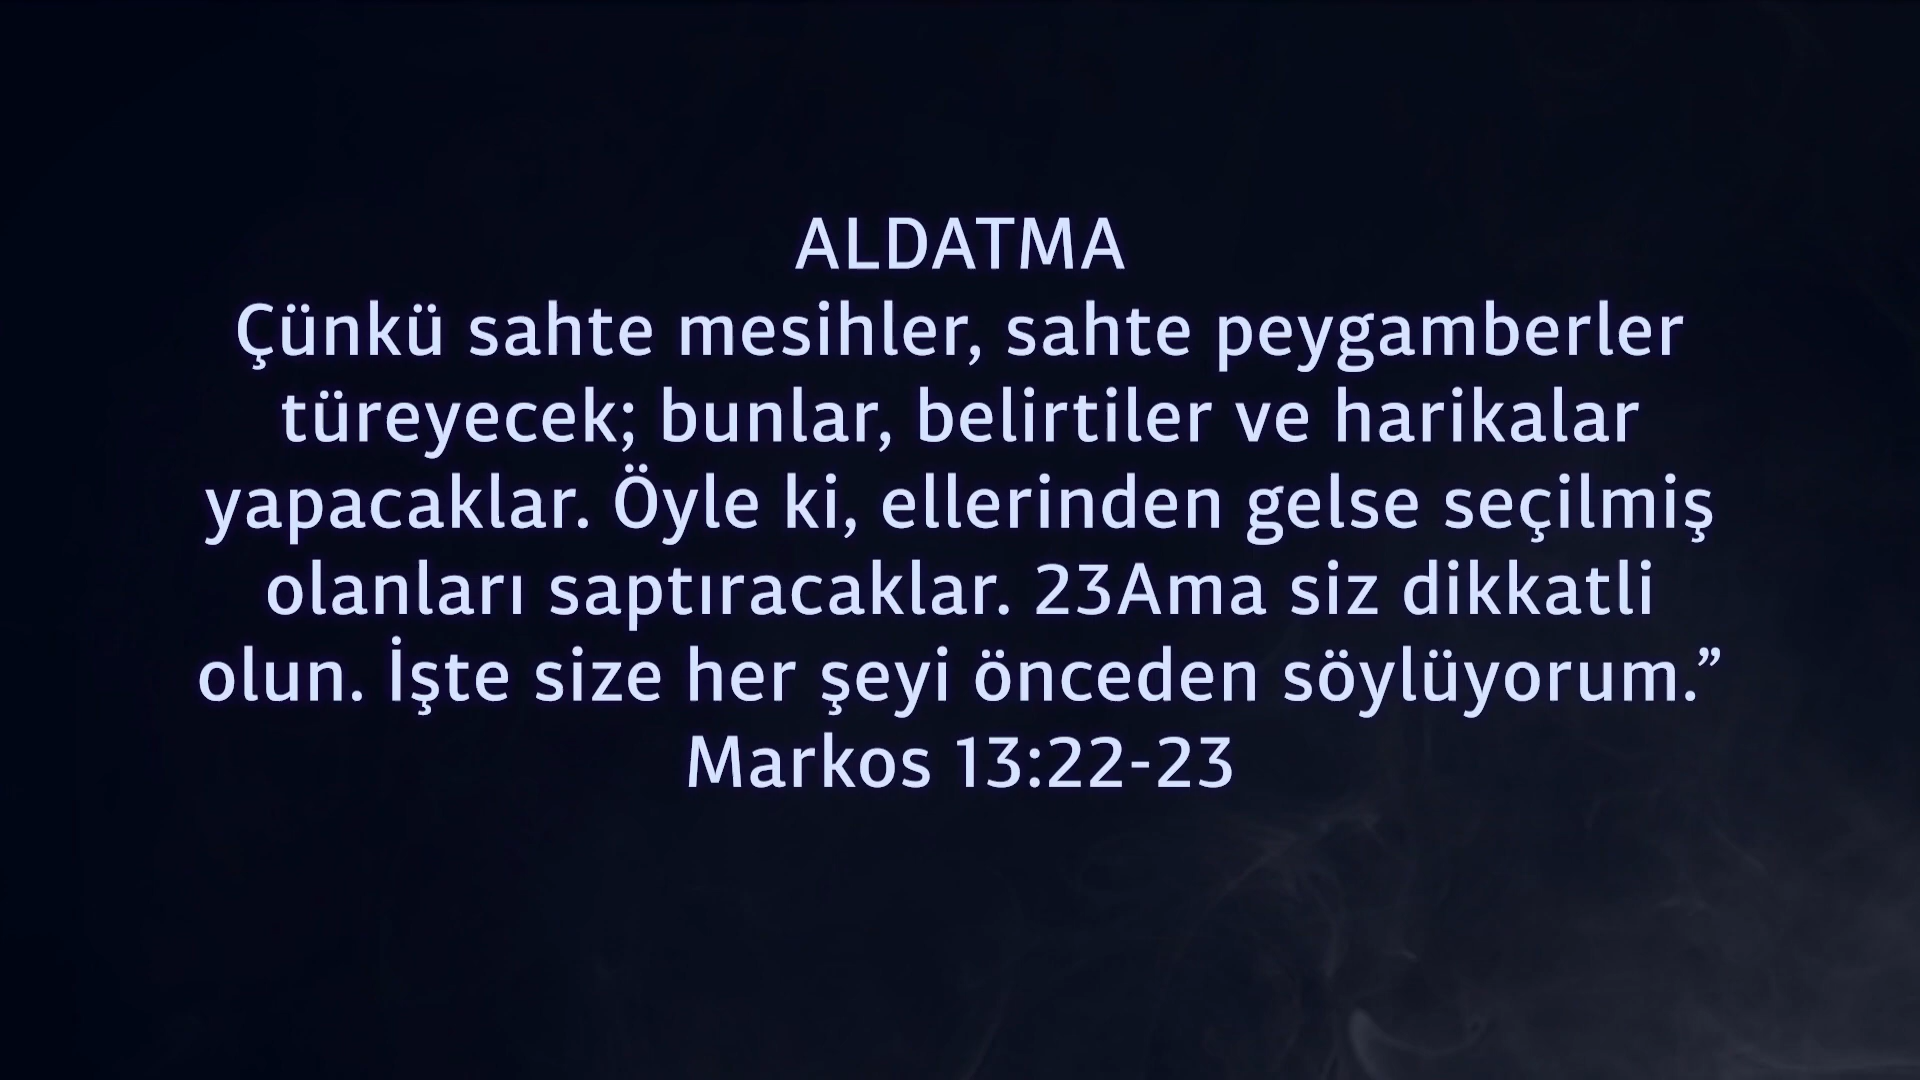 ALDATMA
Çünkü sahte mesihler, sahte peygamberler
türeyecek; bunlar, belirtiler ve harikalar
yapacaklar. Öyle ki, ellerinden gelse seçilmiş
olanları saptıracaklar. 23Ama siz dikkatli
olun. İşte size her şeyi önceden söylüyorum.”
Markos 13:22-23